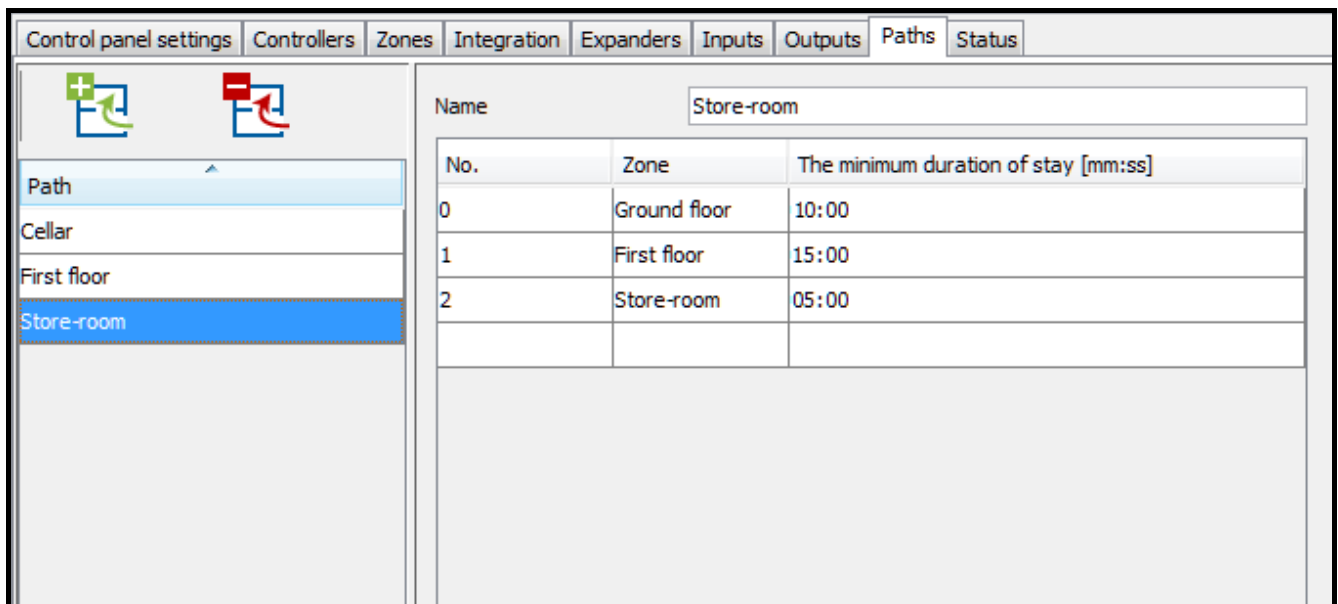 Control panel settings Controllers Zones Integration Expanders Inputs Outputs Paths Status
Path
Cellar
First floor
Store-room
Name Store-room
No. Zone The minimum duration of stay [mm:ss]
0 Ground floor 10:00
1 First floor 15:00
2 Store-room 05:00